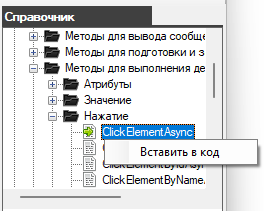 Справочник
Методы для вывода сообще
Методы для подготовки и з
Методы для выполнения де
Атрибуты
Значение
Нажатие
ClickElementAsync
Вставить в код
ClickElementByName.